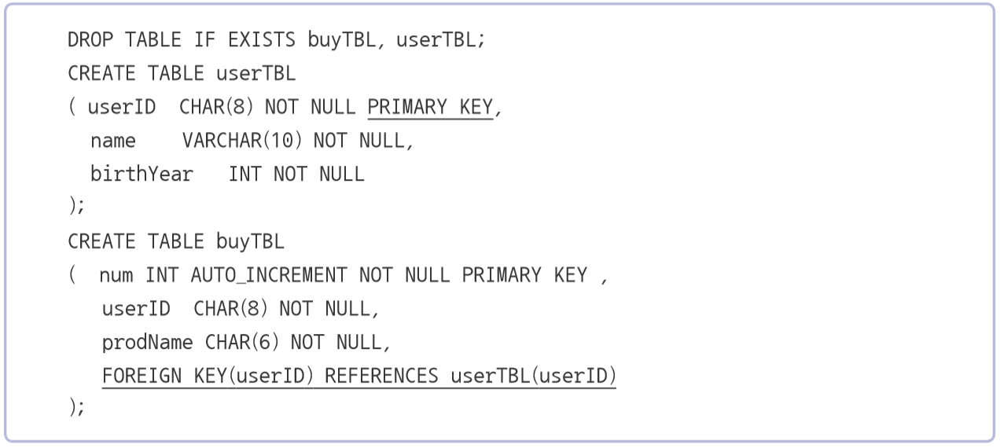 DROP TABLE IF EXISTS buyTBL, userTBL;
CREATE TABLE userTBL
( userID  CHAR(8) NOT NULL PRIMARY KEY,
  name    VARCHAR(10) NOT NULL,
  birthYear   INT NOT NULL
);
CREATE TABLE buyTBL
(  num INT AUTO_INCREMENT NOT NULL PRIMARY KEY ,
   userID  CHAR(8) NOT NULL,
   prodName CHAR(6) NOT NULL,
   FOREIGN KEY(userID) REFERENCES userTBL(userID)
);